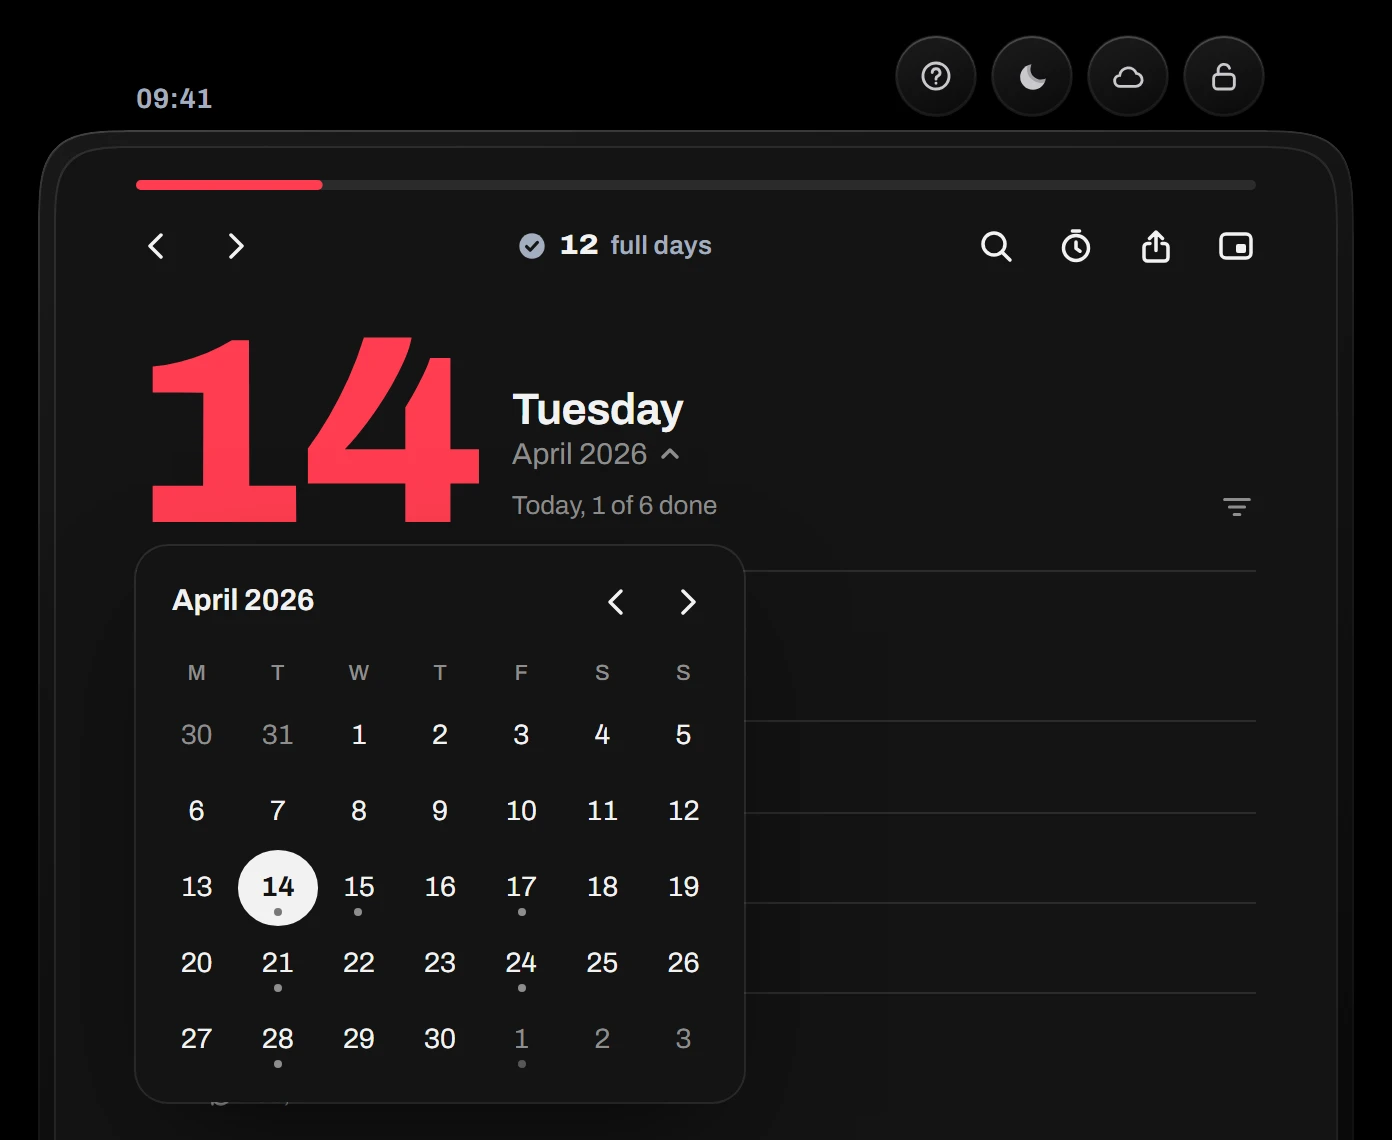 09:41
12 full days
14
Tuesday
April 2026
Today, 1 of 6 done
April 2026
M T W T F S S
30 31 1 2 3 4 5
6 7 8 9 10 11 12
13 14 15 16 17 18 19
20 21 22 23 24 25 26
27 28 29 30 1 2 3